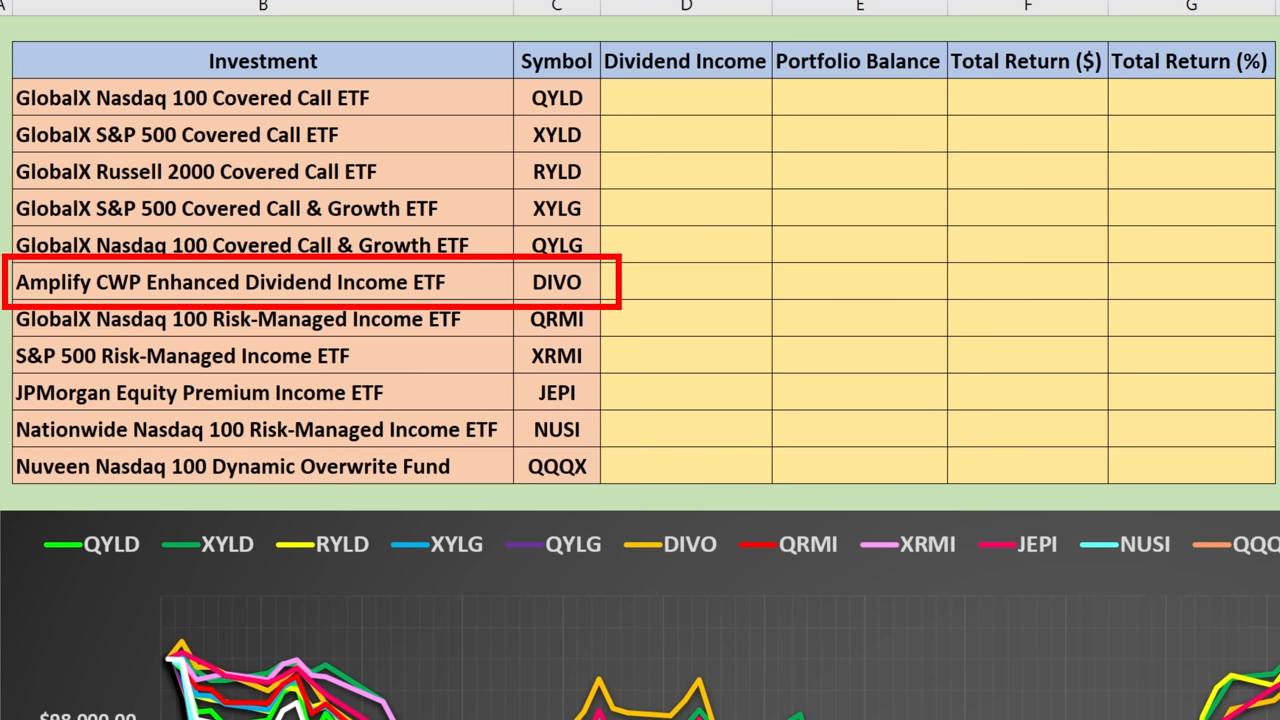 A B C D E F G
Investment Symbol Dividend Income Portfolio Balance Total Return ($) Total Return (%)
GlobalX Nasdaq 100 Covered Call ETF QYLD
GlobalX S&P 500 Covered Call ETF XYLD
GlobalX Russell 2000 Covered Call ETF RYLD
GlobalX S&P 500 Covered Call & Growth ETF XYLG
GlobalX Nasdaq 100 Covered Call & Growth ETF QYLG
Amplify CWP Enhanced Dividend Income ETF DIVO
GlobalX Nasdaq 100 Risk-Managed Income ETF QRMI
S&P 500 Risk-Managed Income ETF XRMI
JPMorgan Equity Premium Income ETF JEPI
Nationwide Nasdaq 100 Risk-Managed Income ETF NUSI
Nuveen Nasdaq 100 Dynamic Overwrite Fund QQQX
QYLD XYLD RYLD XYLG QYLG DIVO QRMI XRMI JEPI NUSI QQQ
$98,000.00